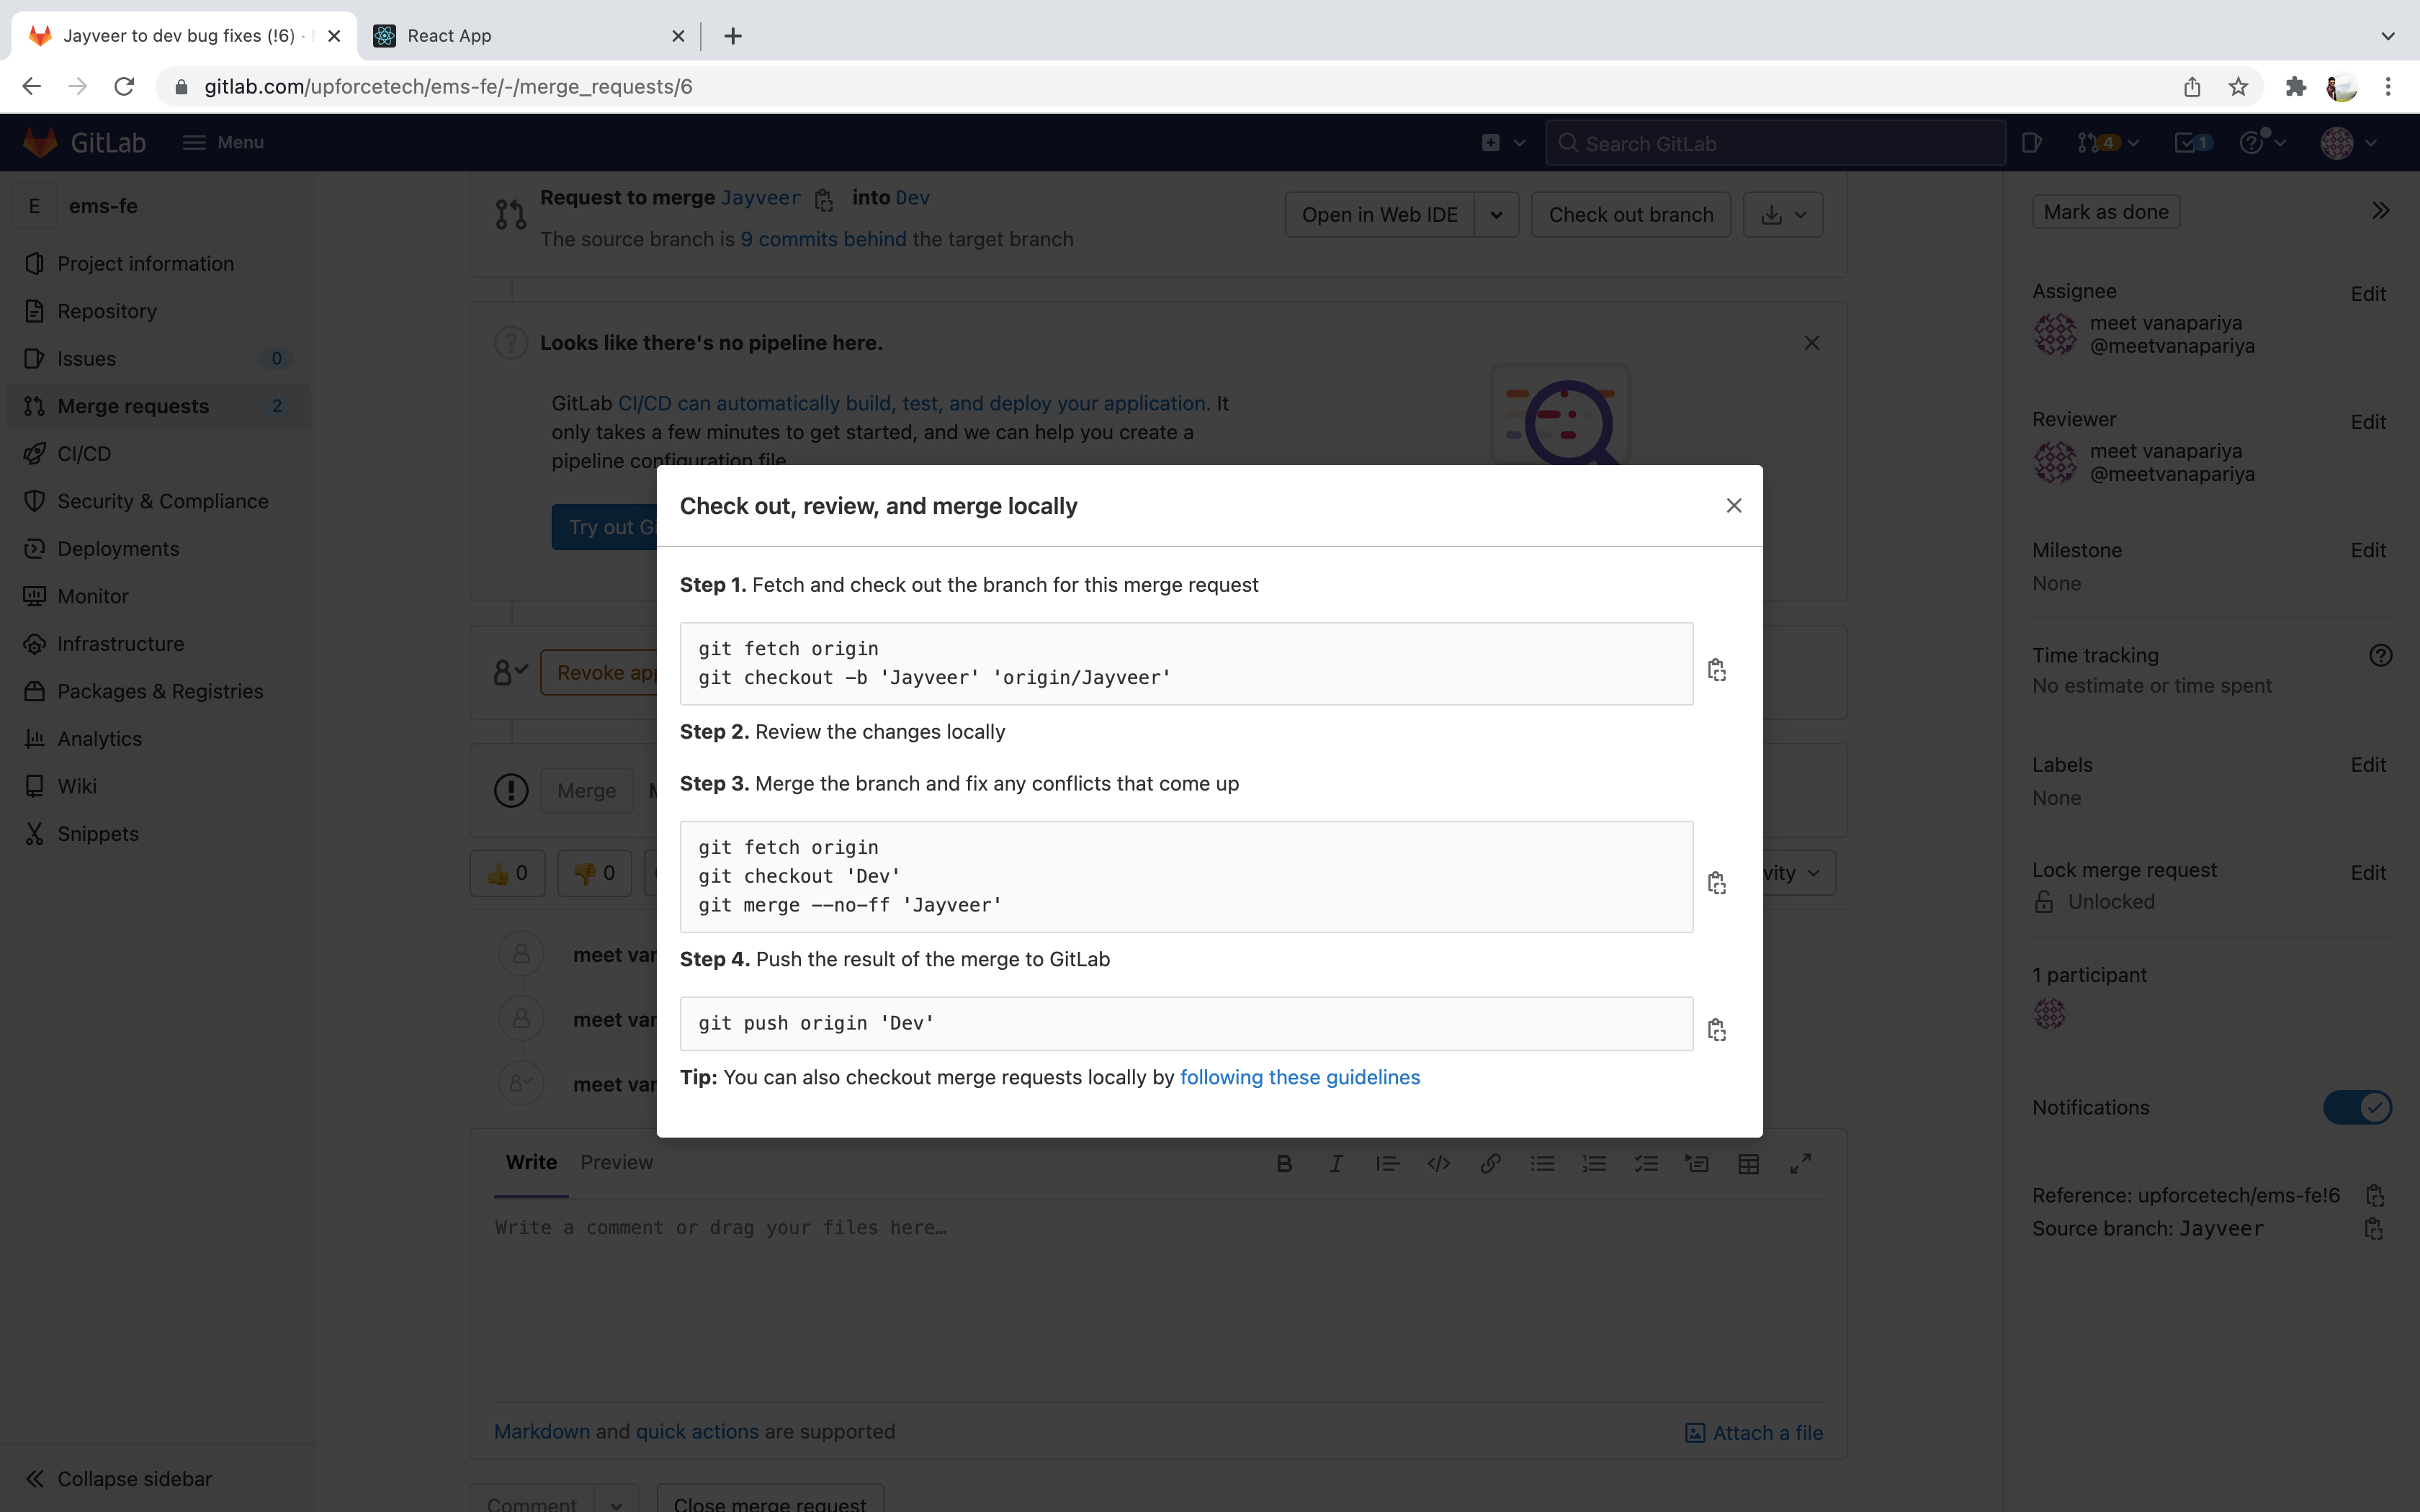 Jayveer to dev bug fixes (!6) ·
React App
gitlab.com/upforcetech/ems-fe/-/merge_requests/6
GitLab
Menu
Search GitLab
4
1
E
ems-fe
Project information
Repository
Issues
0
Merge requests
2
CI/CD
Security & Compliance
Deployments
Monitor
Infrastructure
Packages & Registries
Analytics
Wiki
Snippets
Collapse sidebar
Request to merge Jayveer into Dev
The source branch is 9 commits behind the target branch
Open in Web IDE
Check out branch
Looks like there's no pipeline here.
GitLab CI/CD can automatically build, test, and deploy your application. It
only takes a few minutes to get started, and we can help you create a
pipeline configuration file
Try out
Revoke
Merge
0
0
meet
meet
meet
Check out, review, and merge locally
Step 1. Fetch and check out the branch for this merge request
git fetch origin
git checkout -b 'Jayveer' 'origin/Jayveer'
Step 2. Review the changes locally
Step 3. Merge the branch and fix any conflicts that come up
git fetch origin
git checkout 'Dev'
git merge --no-ff 'Jayveer'
Step 4. Push the result of the merge to GitLab
git push origin 'Dev'
Tip: You can also checkout merge requests locally by following these guidelines
Write
Preview
Write a comment or drag your files here…
Markdown and quick actions are supported
Attach a file
Comment
Close merge request
Mark as done
Assignee
Edit
meet vanapariya
@meetvanapariya
Reviewer
Edit
meet vanapariya
@meetvanapariya
Milestone
Edit
None
Time tracking
No estimate or time spent
Labels
Edit
None
Lock merge request
Edit
Unlocked
1 participant
Notifications
Reference: upforcetech/ems-fe!6
Source branch: Jayveer